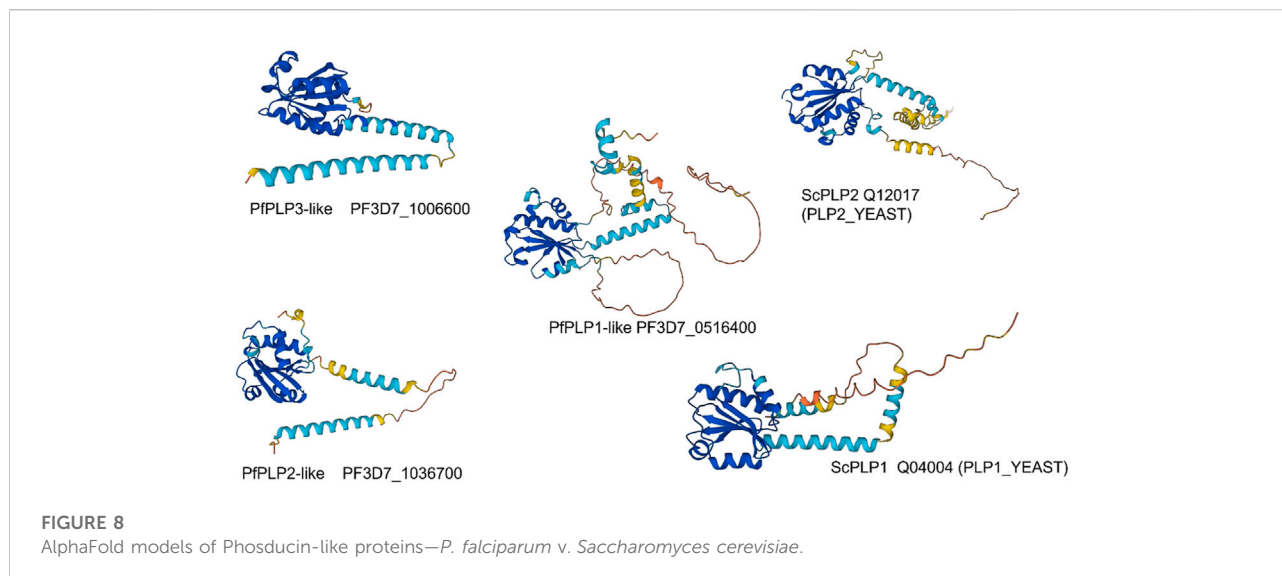 PfPLP3-like PF3D7_1006600
ScPLP2 Q12017
(PLP2_YEAST)
PfPLP1-like PF3D7_0516400
PfPLP2-like PF3D7_1036700
ScPLP1 Q04004 (PLP1_YEAST)
FIGURE 8
AlphaFold models of Phosducin-like proteins—P. falciparum v. Saccharomyces cerevisiae.